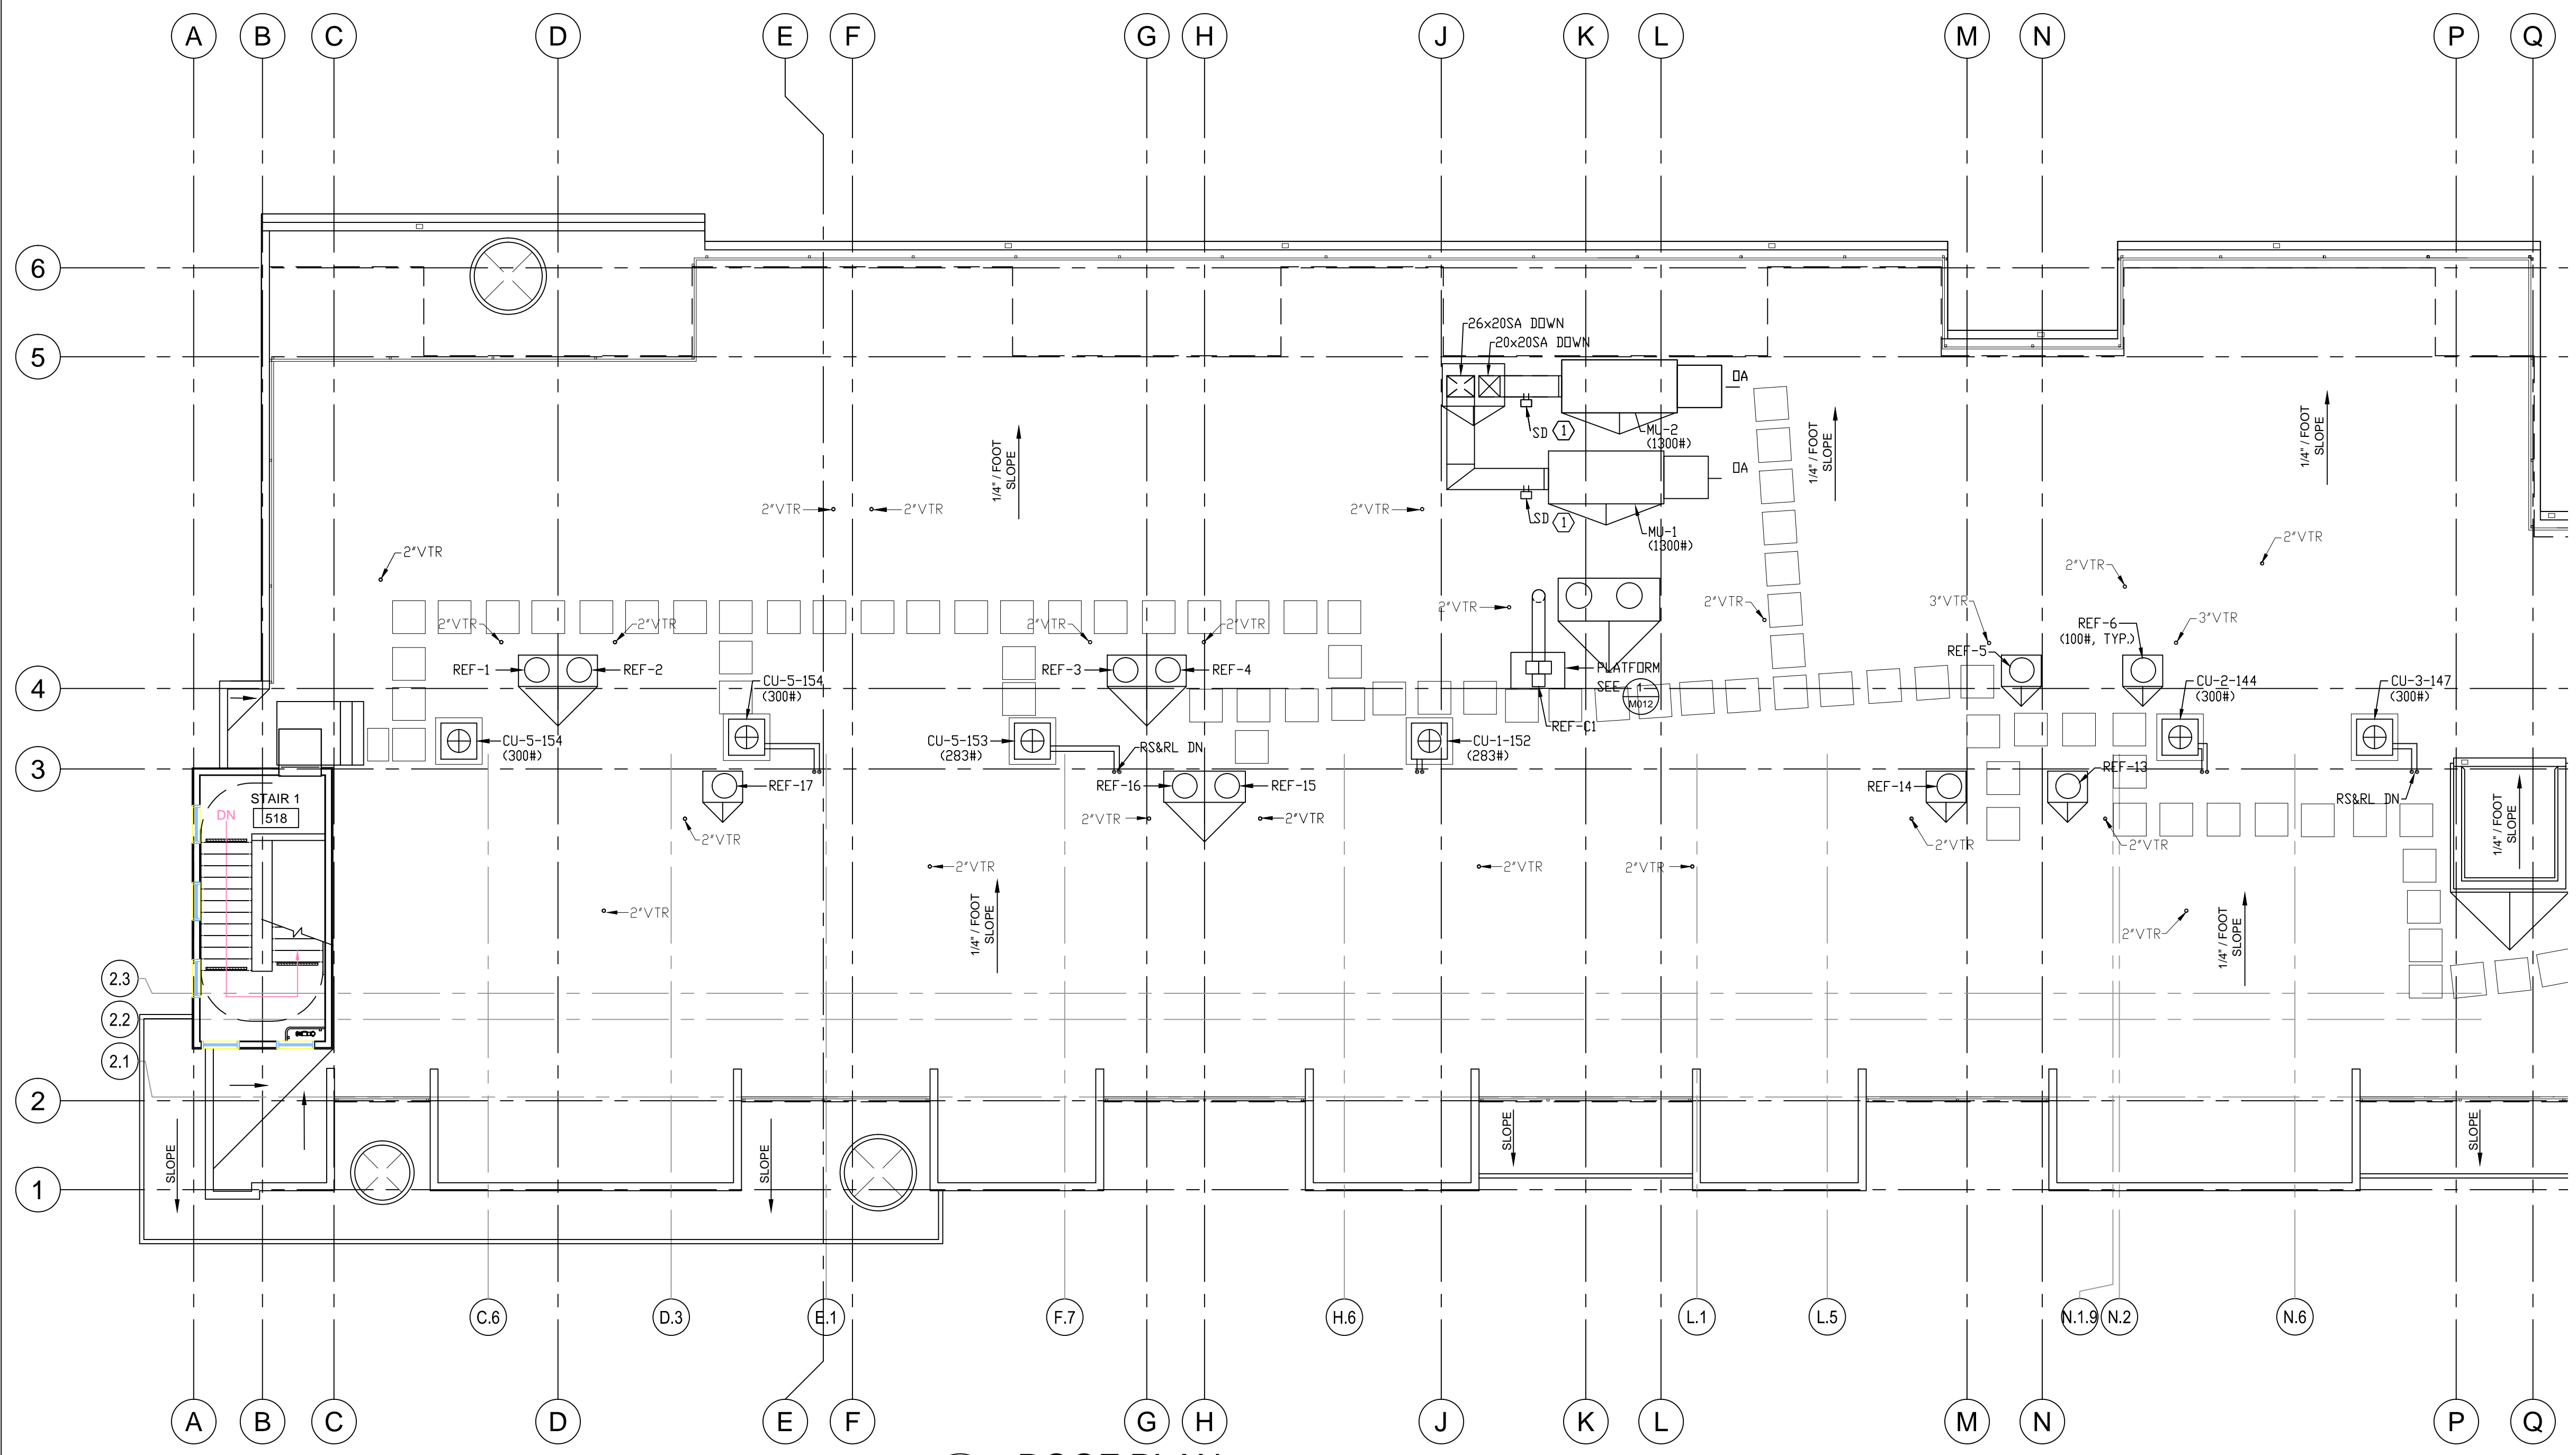 A B C D E F G H J K L M N P Q
6
26x20SA DOWN
5
20x20SA DOWN
OA
MU-2
(1300#)
SD 1
1/4" / FOOT
SLOPE
1/4" / FOOT
SLOPE
1/4" / FOOT
SLOPE
OA
2"VTR
2"VTR
2"VTR
SD 1
MU-1
(1300#)
2"VTR
2"VTR
2"VTR
2"VTR
2"VTR
3"VTR
3"VTR
2"VTR
2"VTR
2"VTR
2"VTR
REF-6
(100#, TYP.)
REF-5
REF-1
REF-2
REF-3
REF-4
PLATFORM
SEE 1
M012
4
CU-5-154
(300#)
CU-2-144
(300#)
CU-3-147
(300#)
REF-C1
CU-5-154
(300#)
CU-5-153
(283#)
RS&RL DN
CU-1-152
(283#)
3
REF-17
REF-16
REF-15
REF-14
REF-13
RS&RL DN
STAIR 1
518
DN
2"VTR
2"VTR
2"VTR
2"VTR
2"VTR
1/4" / FOOT
SLOPE
2"VTR
2"VTR
2"VTR
2"VTR
1/4" / FOOT
SLOPE
2"VTR
1/4" / FOOT
SLOPE
2.3
2.2
2.1
2
SLOPE
SLOPE
SLOPE
SLOPE
1
C.6 D.3 E.1 F.7 H.6 L.1 L.5 N.1.9 N.2 N.6
A B C D E F G H J K L M N P Q
ROOF PLAN